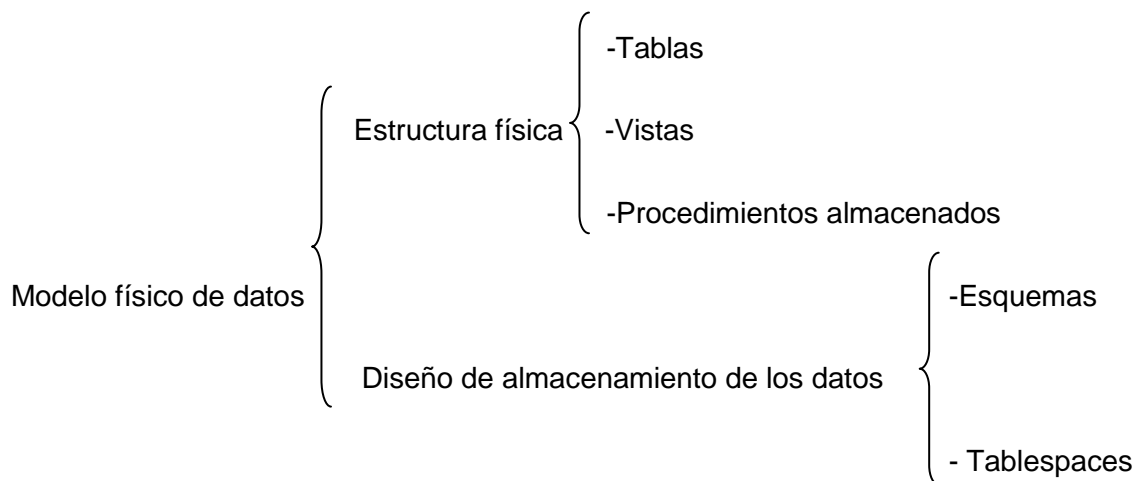 -Tablas
Estructura física
-Vistas
-Procedimientos almacenados
Modelo físico de datos
-Esquemas
Diseño de almacenamiento de los datos
- Tablespaces